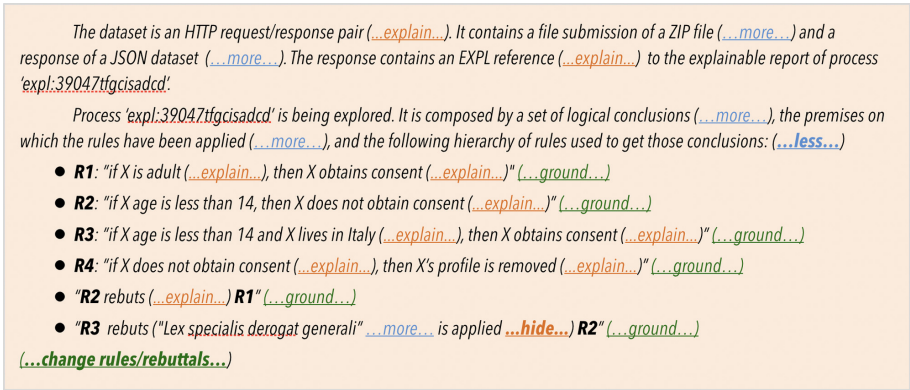 The dataset is an HTTP request/response pair (...explain...). It contains a file submission of a ZIP file (...more...) and a
response of a JSON dataset (...more...). The response contains an EXPL reference (...explain...) to the explainable report of process
'expl:39047tfgcisadcd'.
Process 'expl:39047tfgcisadcd' is being explored. It is composed by a set of logical conclusions (...more...), the premises on
which the rules have been applied (...more...), and the following hierarchy of rules used to get those conclusions: (...less...)
● R1: "if X is adult (...explain...), then X obtains consent (...explain...)" (...ground...)
● R2: "if X age is less than 14, then X does not obtain consent (...explain...)" (...ground...)
● R3: "if X age is less than 14 and X lives in Italy (...explain...), then X obtains consent (...explain...)" (...ground...)
● R4: "if X does not obtain consent (...explain...), then X's profile is removed (...explain...)" (...ground...)
● "R2 rebuts (...explain...) R1" (...ground...)
● "R3 rebuts ("Lex specialis derogat generali" ...more... is applied ...hide...) R2" (...ground...)
(...change rules/rebuttals...)